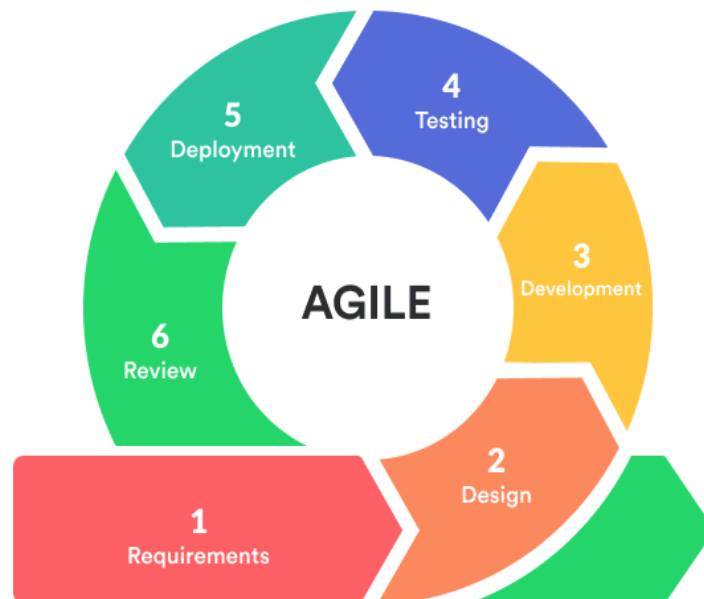 AGILE
1
Requirements
2
Design
3
Development
4
Testing
5
Deployment
6
Review